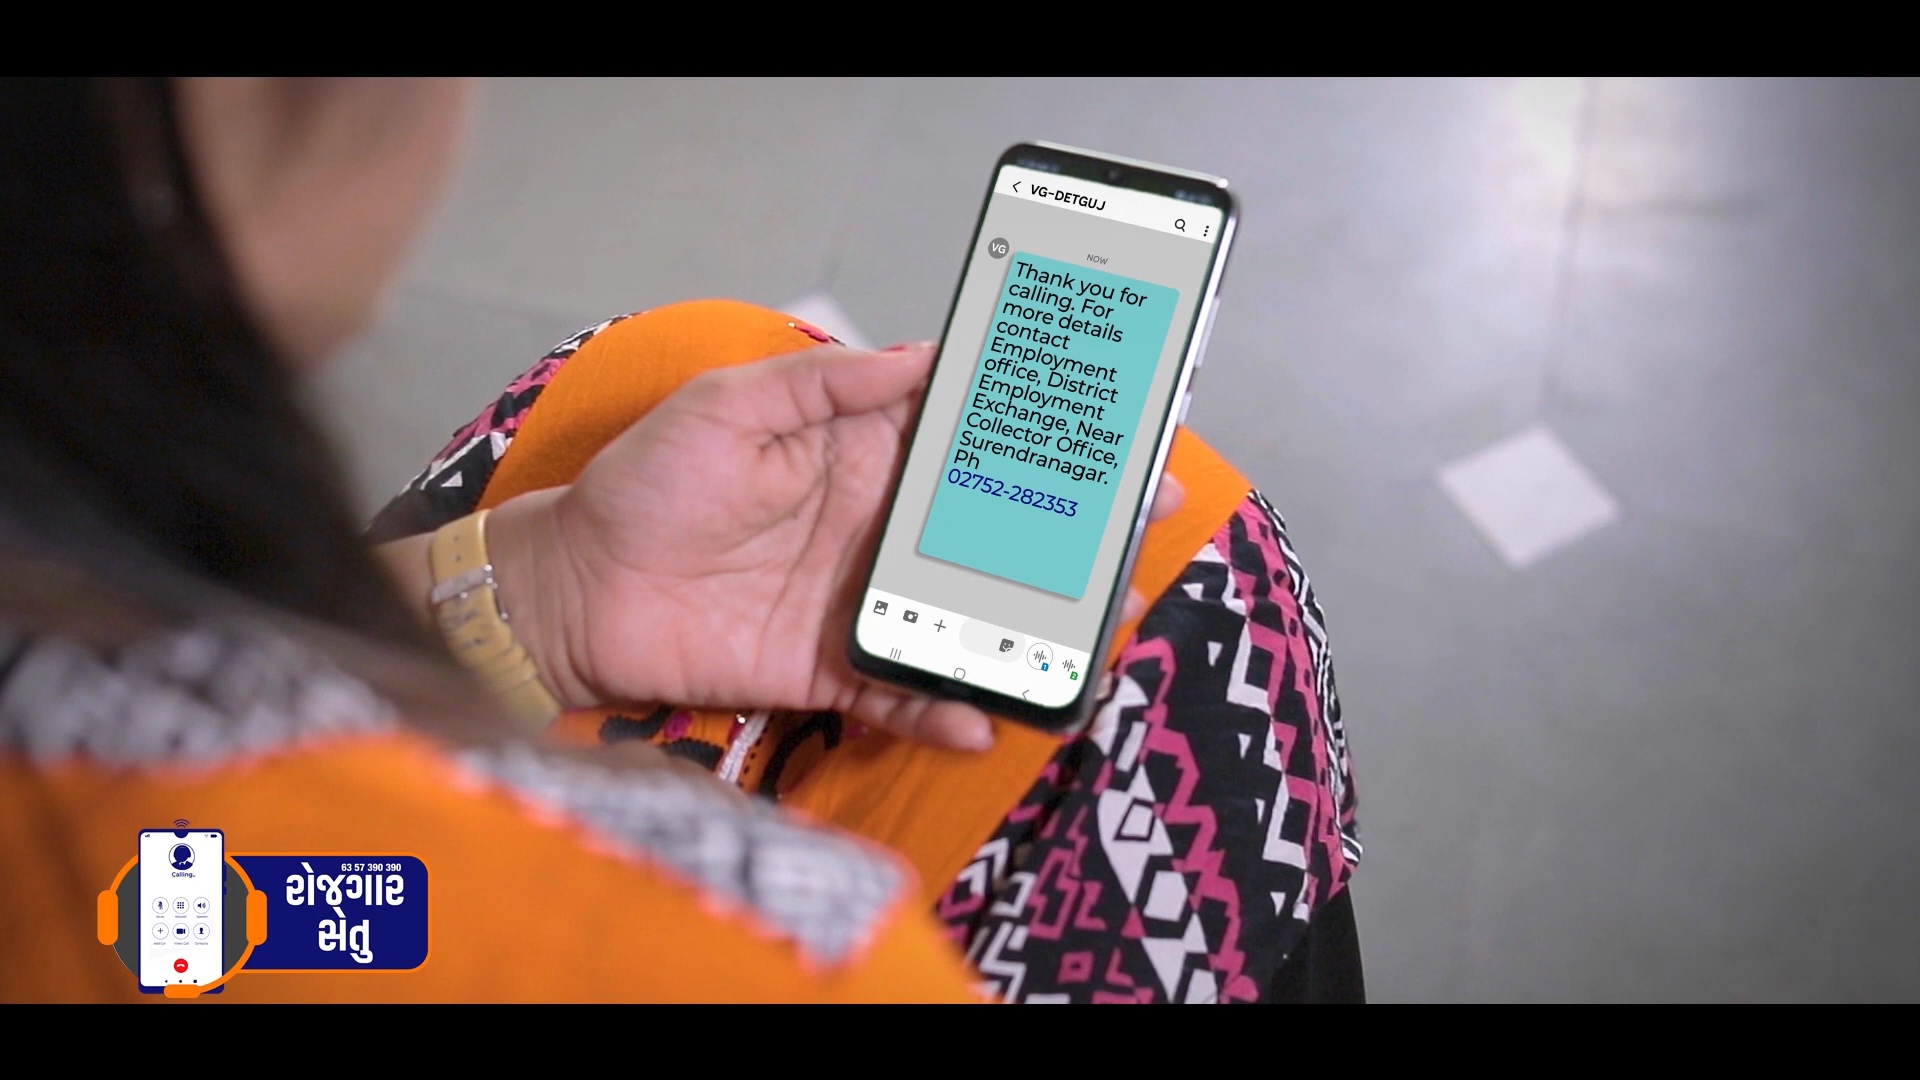 VG-DETGUJ
VG
NOW
Thank you for
calling. For
more details
contact
Employment
office, District
Employment
Exchange, Near
Collector Office,
Surendranagar.
Ph
02752-282353
Calling..
63 57 390 390
રોજગાર
સેતુ